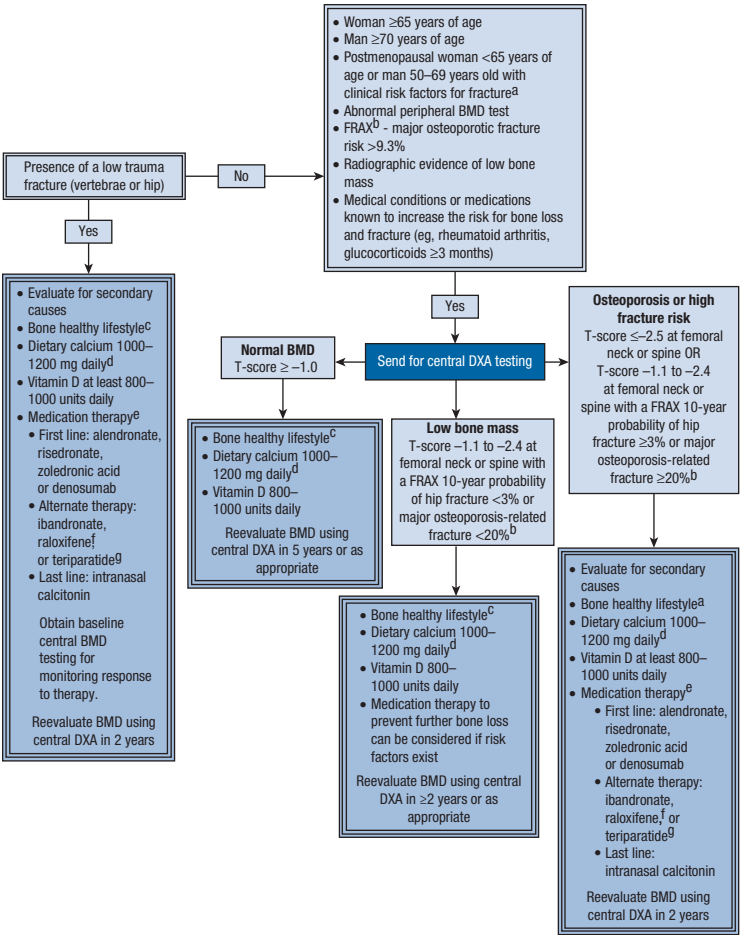 • Woman ≥65 years of age
• Man ≥70 years of age
• Postmenopausal woman <65 years of
age or man 50–69 years old with
clinical risk factors for fractureᵃ
• Abnormal peripheral BMD test
• FRAXᵇ - major osteoporotic fracture
risk >9.3%
• Radiographic evidence of low bone
mass
• Medical conditions or medications
known to increase the risk for bone loss
and fracture (eg, rheumatoid arthritis,
glucocorticoids ≥3 months)
Presence of a low trauma
fracture (vertebrae or hip)
No
Yes
• Evaluate for secondary
causes
• Bone healthy lifestyleᶜ
• Dietary calcium 1000–
1200 mg dailyᵈ
• Vitamin D at least 800–
1000 units daily
• Medication therapyᵉ
• First line: alendronate,
risedronate,
zoledronic acid
or denosumab
• Alternate therapy:
ibandronate,
raloxifene,ᶠ
or teriparatideᵍ
• Last line: intranasal
calcitonin
Obtain baseline
central BMD
testing for
monitoring response
to therapy.
Reevaluate BMD using
central DXA in 2 years
Yes
Send for central DXA testing
Normal BMD
T-score ≥ –1.0
• Bone healthy lifestyleᶜ
• Dietary calcium 1000–
1200 mg dailyᵈ
• Vitamin D 800–
1000 units daily
Reevaluate BMD using
central DXA in 5 years or as
appropriate
Low bone mass
T-score –1.1 to –2.4 at
femoral neck or spine with
a FRAX 10-year probability
of hip fracture <3% or
major osteoporosis-related
fracture <20%ᵇ
• Bone healthy lifestyleᶜ
• Dietary calcium 1000–
1200 mg dailyᵈ
• Vitamin D 800–
1000 units daily
• Medication therapy to
prevent further bone loss
can be considered if risk
factors exist
Reevaluate BMD using central
DXA in ≥2 years or as
appropriate
Osteoporosis or high
fracture risk
T-score ≤–2.5 at femoral
neck or spine OR
T-score –1.1 to –2.4
at femoral neck or
spine with a FRAX 10-year
probability of hip
fracture ≥3% or major
osteoporosis-related
fracture ≥20%ᵇ
• Evaluate for secondary
causes
• Bone healthy lifestyleᵃ
• Dietary calcium 1000–
1200 mg dailyᵈ
• Vitamin D at least 800–
1000 units daily
• Medication therapyᵉ
• First line: alendronate,
risedronate,
zoledronic acid
or denosumab
• Alternate therapy:
ibandronate,
raloxifene,ᶠ or
teriparatideᵍ
• Last line:
intranasal calcitonin
Reevaluate BMD using
central DXA in 2 years